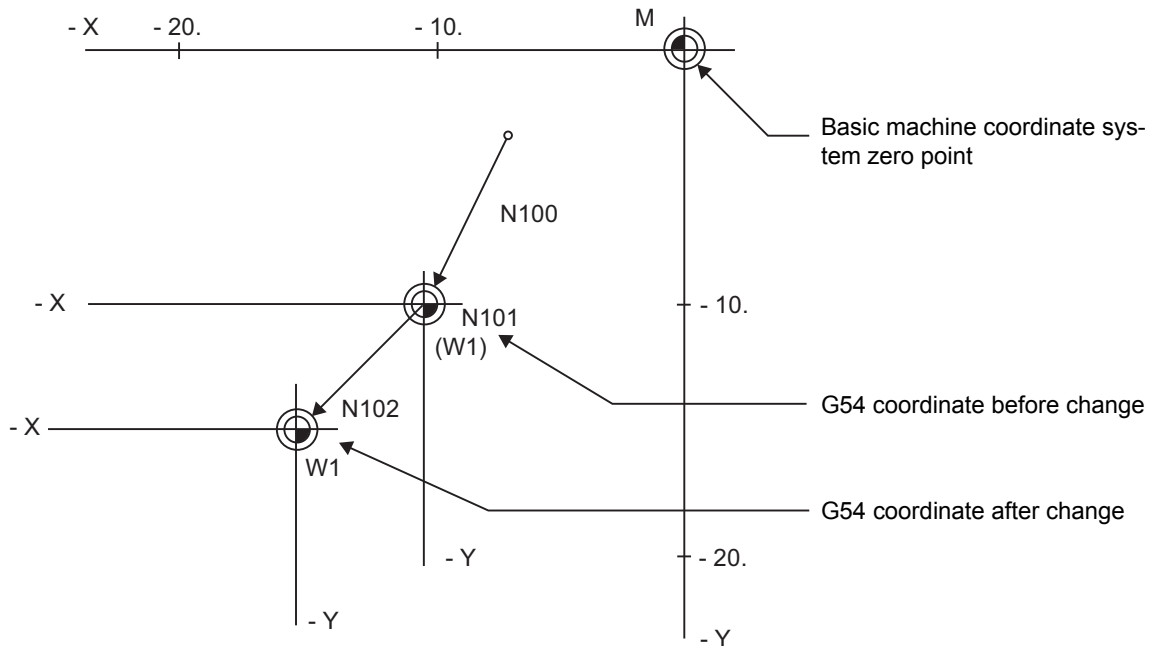 - X
- 20.
- 10.
M
Basic machine coordinate sys-
tem zero point
N100
- X
- 10.
N101
(W1)
G54 coordinate before change
N102
- X
W1
G54 coordinate after change
- Y
- 20.
- Y
- Y